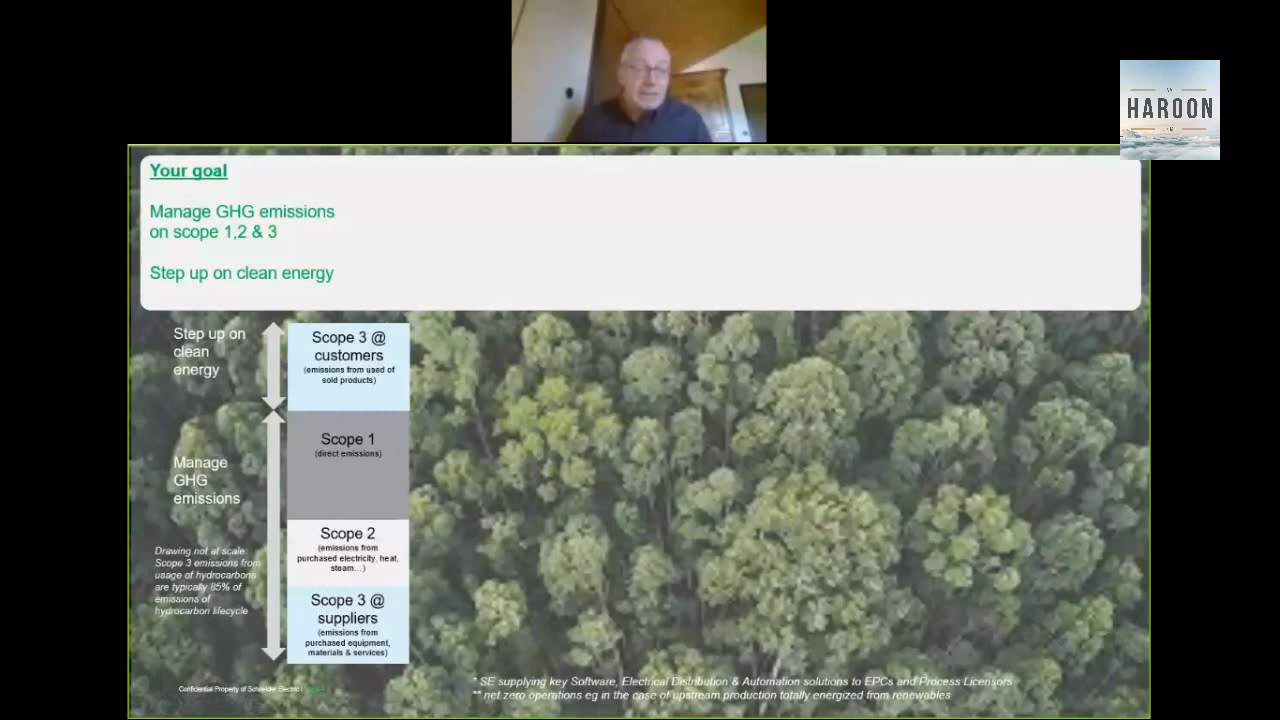 HAROON
Your goal
Manage GHG emissions
on scope 1,2 & 3
Step up on clean energy
Step up on
clean
energy
Scope 3 @
customers
(emissions from used of
sold products)
Scope 1
(direct emissions)
Manage
GHG
emissions
Scope 2
(emissions from
purchased electricity, heat,
steam...)
Drawing not at scale:
Scope 3 emissions from
usage of hydrocarbons
are typically 85% of
emissions of
hydrocarbon lifecycle
Scope 3 @
suppliers
(emissions from
purchased equipment,
materials & services)
Confidential Property of Schneider Electric |
* SE supplying key Software, Electrical Distribution & Automation solutions to EPCs and Process Licensors
** net zero operations eg in the case of upstream production totally energized from renewables